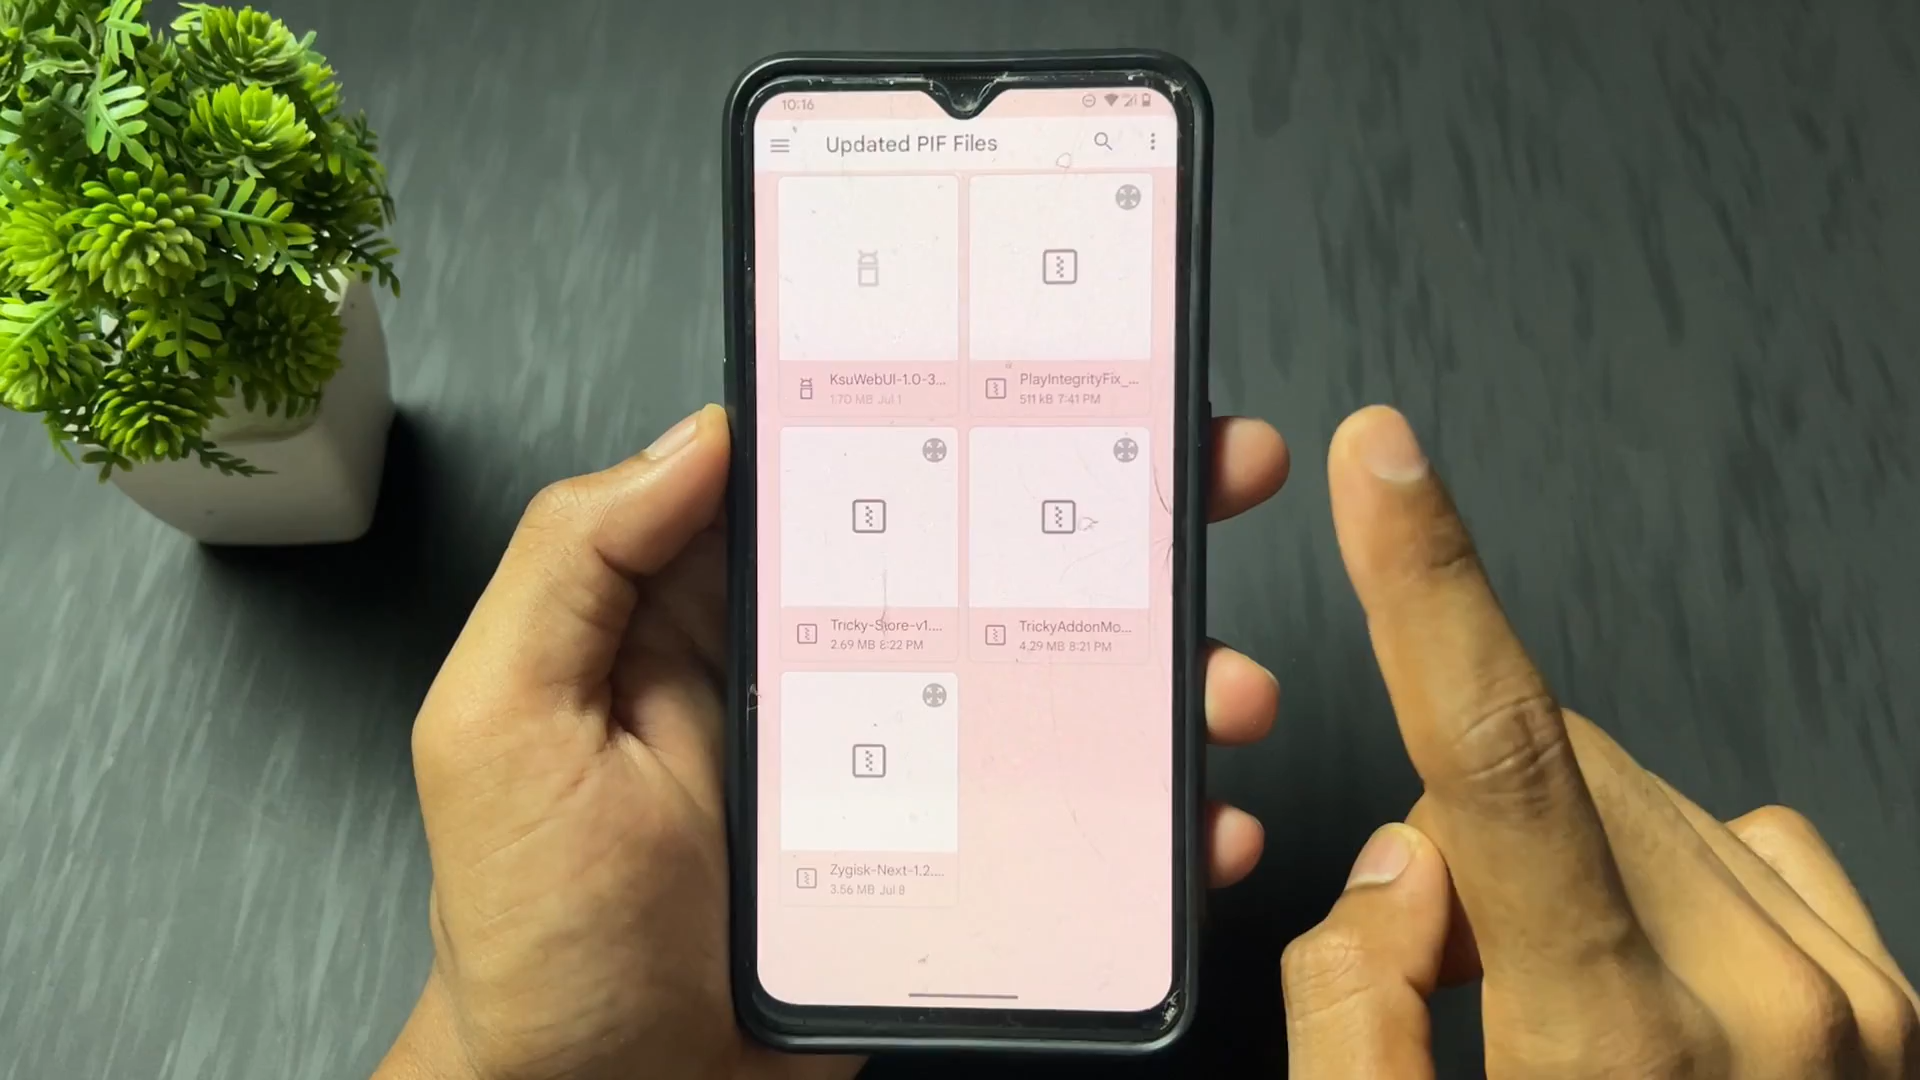 10:16
Updated PIF Files
KsuWebUI-1.0-3...
1.70 MB Jul 1
PlayIntegrityFix_...
511 kB 7:41 PM
Tricky-Store-v1....
2.69 MB 8:22 PM
TrickyAddonMo...
4.29 MB 8:21 PM
Zygisk-Next-1.2....
3.56 MB Jul 8